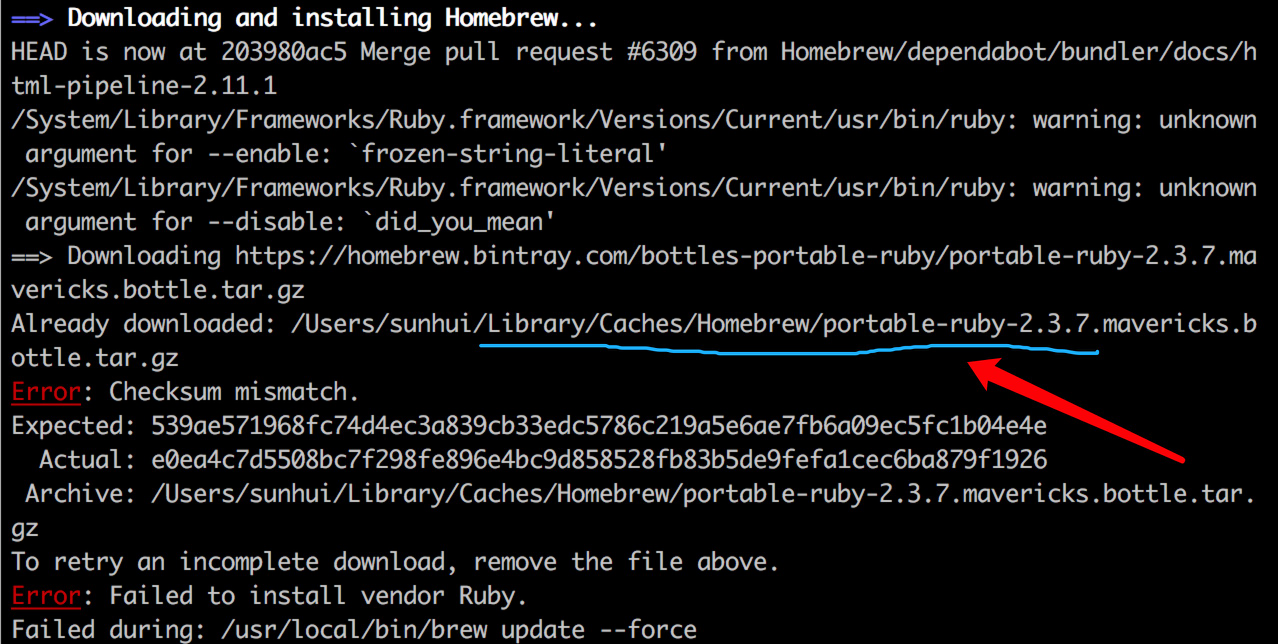 ==> Downloading and installing Homebrew...
HEAD is now at 203980ac5 Merge pull request #6309 from Homebrew/dependabot/bundler/docs/h
tml-pipeline-2.11.1
/System/Library/Frameworks/Ruby.framework/Versions/Current/usr/bin/ruby: warning: unknown
 argument for --enable: `frozen-string-literal'
/System/Library/Frameworks/Ruby.framework/Versions/Current/usr/bin/ruby: warning: unknown
 argument for --disable: `did_you_mean'
==> Downloading https://homebrew.bintray.com/bottles-portable-ruby/portable-ruby-2.3.7.ma
vericks.bottle.tar.gz
Already downloaded: /Users/sunhui/Library/Caches/Homebrew/portable-ruby-2.3.7.mavericks.b
ottle.tar.gz
Error: Checksum mismatch.
Expected: 539ae571968fc74d4ec3a839cb33edc5786c219a5e6ae7fb6a09ec5fc1b04e4e
  Actual: e0ea4c7d5508bc7f298fe896e4bc9d858528fb83b5de9fefa1cec6ba879f1926
 Archive: /Users/sunhui/Library/Caches/Homebrew/portable-ruby-2.3.7.mavericks.bottle.tar.
gz
To retry an incomplete download, remove the file above.
Error: Failed to install vendor Ruby.
Failed during: /usr/local/bin/brew update --force